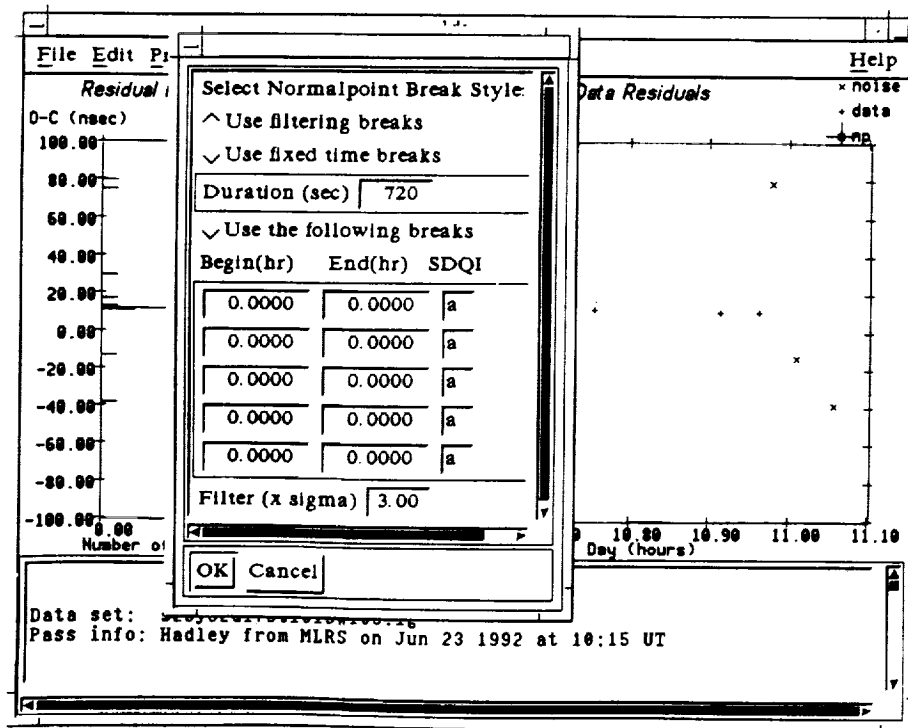 File Edit
Help
Residual
Data Residuals
O-C (nsec)
× noise
+ data
np
100.00
80.00
60.00
40.00
20.00
0.00
-20.00
-40.00
-60.00
-80.00
-100.00
0.00
10.80 10.90 11.00 11.10
Number of
Day (hours)
Select Normalpoint Break Style:
Use filtering breaks
Use fixed time breaks
Duration (sec) 720
Use the following breaks
Begin(hr) End(hr) SDQI
0.0000 0.0000 a
0.0000 0.0000 a
0.0000 0.0000 a
0.0000 0.0000 a
0.0000 0.0000 a
Filter (x sigma) 3.00
OK Cancel
Data set:
Pass info: Hadley from MLRS on Jun 23 1992 at 10:15 UT